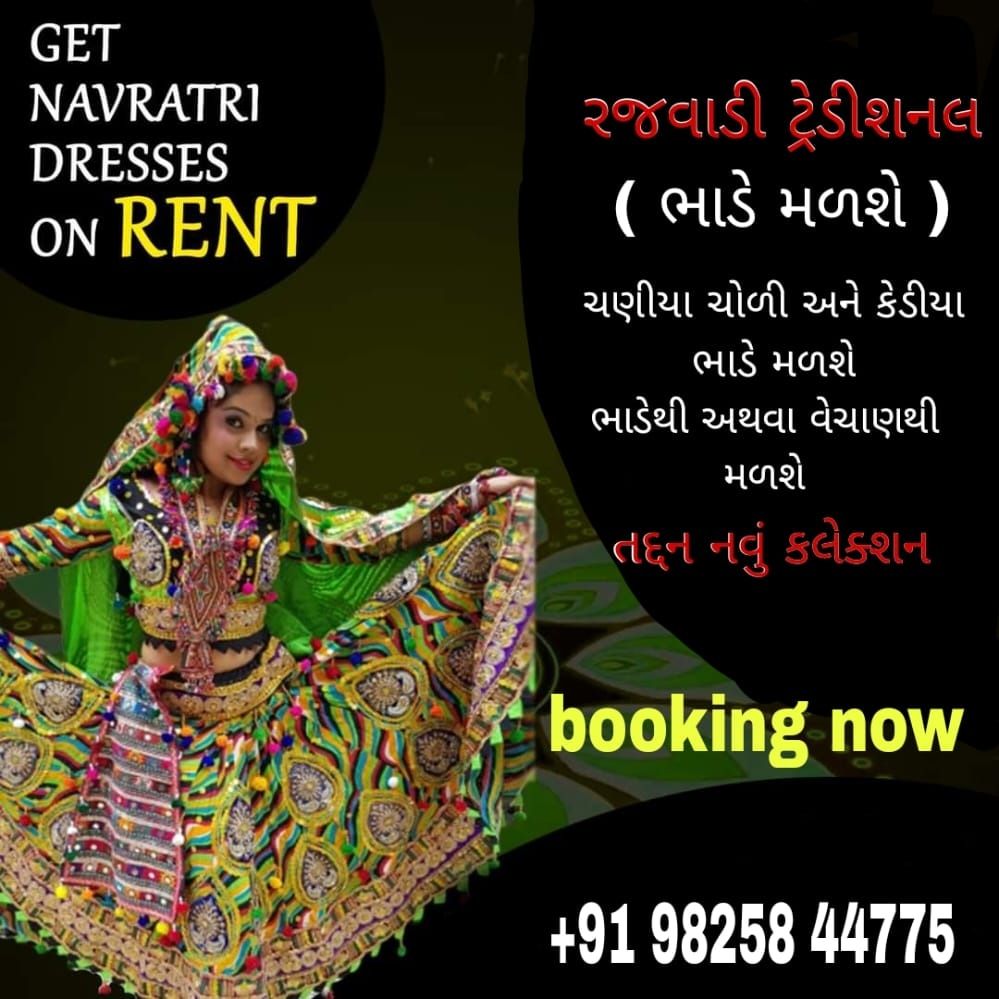 GET
NAVRATRI
DRESSES
ON RENT
રજવાડી ટ્રેડીશનલ
( ભાડે મળશે )
ચણીયા ચોળી અને કેડીયા
ભાડે મળશે
ભાડેથી અથવા વેચાણથી
મળશે
તદ્દન નવું કલેક્શન
booking now
+91 98258 44775